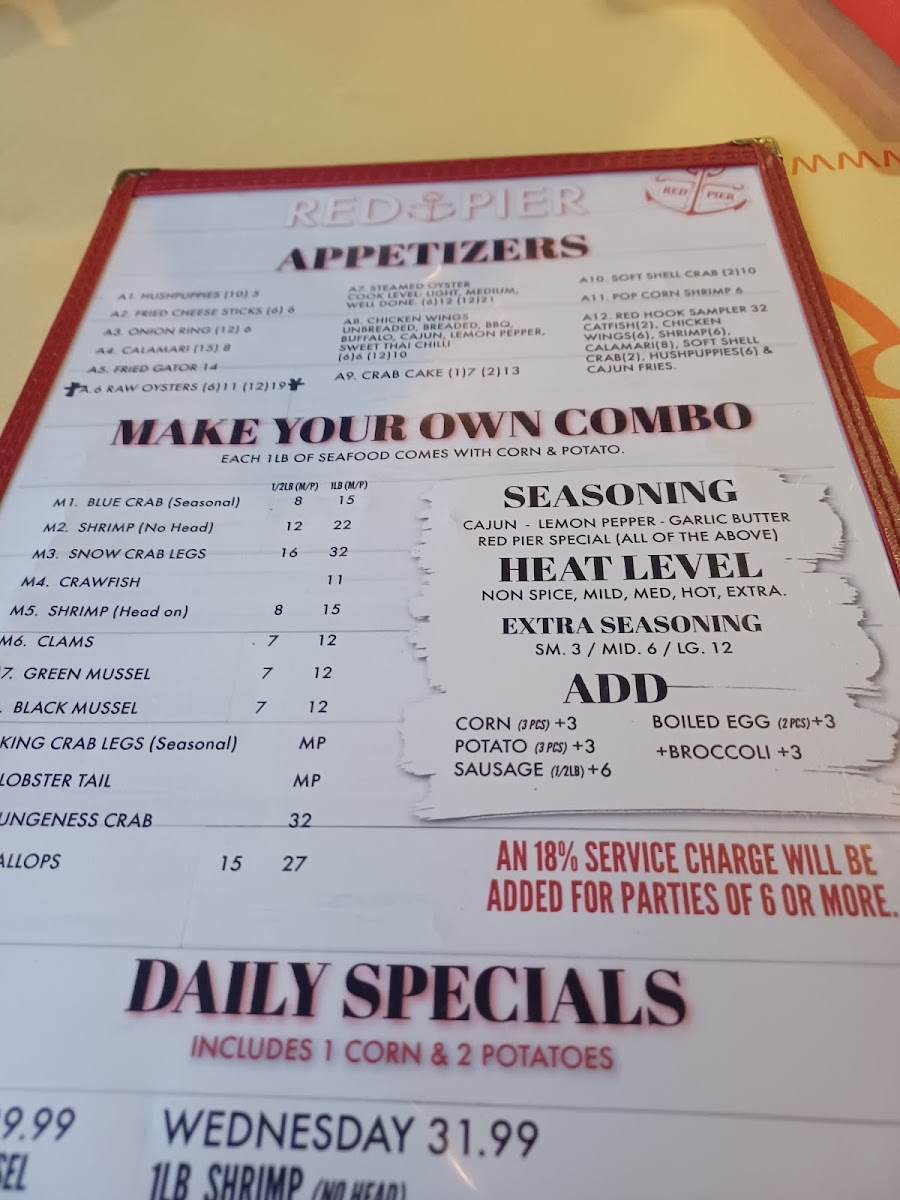 RED PIER
RED PIER
APPETIZERS
A1. HUSHPUPPIES (10) 5
A2. FRIED CHEESE STICKS (6) 6
A3. ONION RING (12) 6
A4. CALAMARI (15) 8
A5. FRIED GATOR 14
A.6 RAW OYSTERS (6)11 (12)19
A7. STEAMED OYSTER
COOK LEVEL: LIGHT, MEDIUM,
WELL DONE. (6)12 (12)21
A8. CHICKEN WINGS
UNBREADED, BREADED, BBQ,
BUFFALO, CAJUN, LEMON PEPPER,
SWEET THAI CHILLI
(6)6 (12)10
A9. CRAB CAKE (1)7 (2)13
A10. SOFT SHELL CRAB (2)10
A11. POP CORN SHRIMP 6
A12. RED HOOK SAMPLER 32
CATFISH(2), CHICKEN
WINGS(6), SHRIMP(6),
CALAMARI(8), SOFT SHELL
CRAB(2), HUSHPUPPIES(6) &
CAJUN FRIES.
MAKE YOUR OWN COMBO
EACH 1LB OF SEAFOOD COMES WITH CORN & POTATO.
1/2LB (M/P) 1LB (M/P)
M1. BLUE CRAB (Seasonal) 8 15
M2. SHRIMP (No Head) 12 22
M3. SNOW CRAB LEGS 16 32
M4. CRAWFISH 11
M5. SHRIMP (Head on) 8 15
M6. CLAMS 7 12
7. GREEN MUSSEL 7 12
. BLACK MUSSEL 7 12
KING CRAB LEGS (Seasonal) MP
LOBSTER TAIL MP
UNGENESS CRAB 32
ALLOPS 15 27
SEASONING
CAJUN - LEMON PEPPER - GARLIC BUTTER
RED PIER SPECIAL (ALL OF THE ABOVE)
HEAT LEVEL
NON SPICE, MILD, MED, HOT, EXTRA.
EXTRA SEASONING
SM. 3 / MID. 6 / LG. 12
ADD
CORN (3 PCS) +3
POTATO (3 PCS) +3
SAUSAGE (1/2LB) +6
BOILED EGG (2 PCS)+3
+BROCCOLI +3
AN 18% SERVICE CHARGE WILL BE
ADDED FOR PARTIES OF 6 OR MORE.
DAILY SPECIALS
INCLUDES 1 CORN & 2 POTATOES
9.99
SEL
WEDNESDAY 31.99
1LB SHRIMP (NO HEAD)